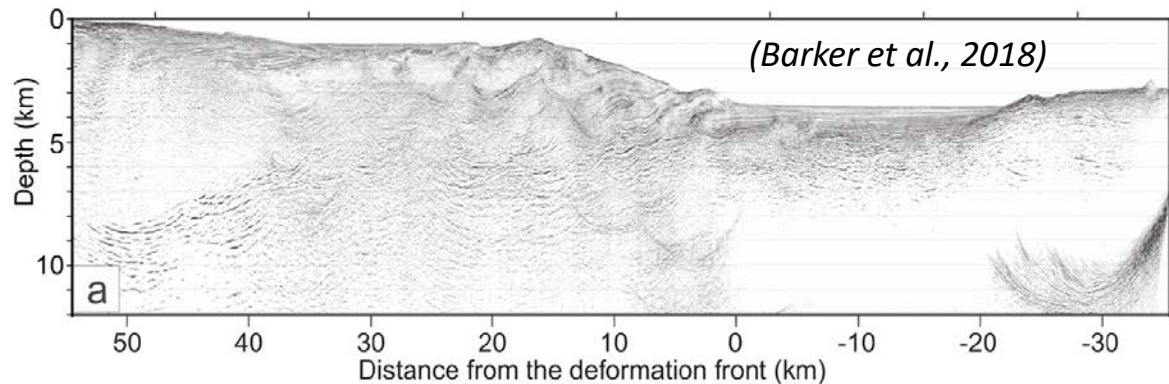 0
(Barker et al., 2018)
Depth (km)
5
10
a
50 40 30 20 10 0 -10 -20 -30
Distance from the deformation front (km)